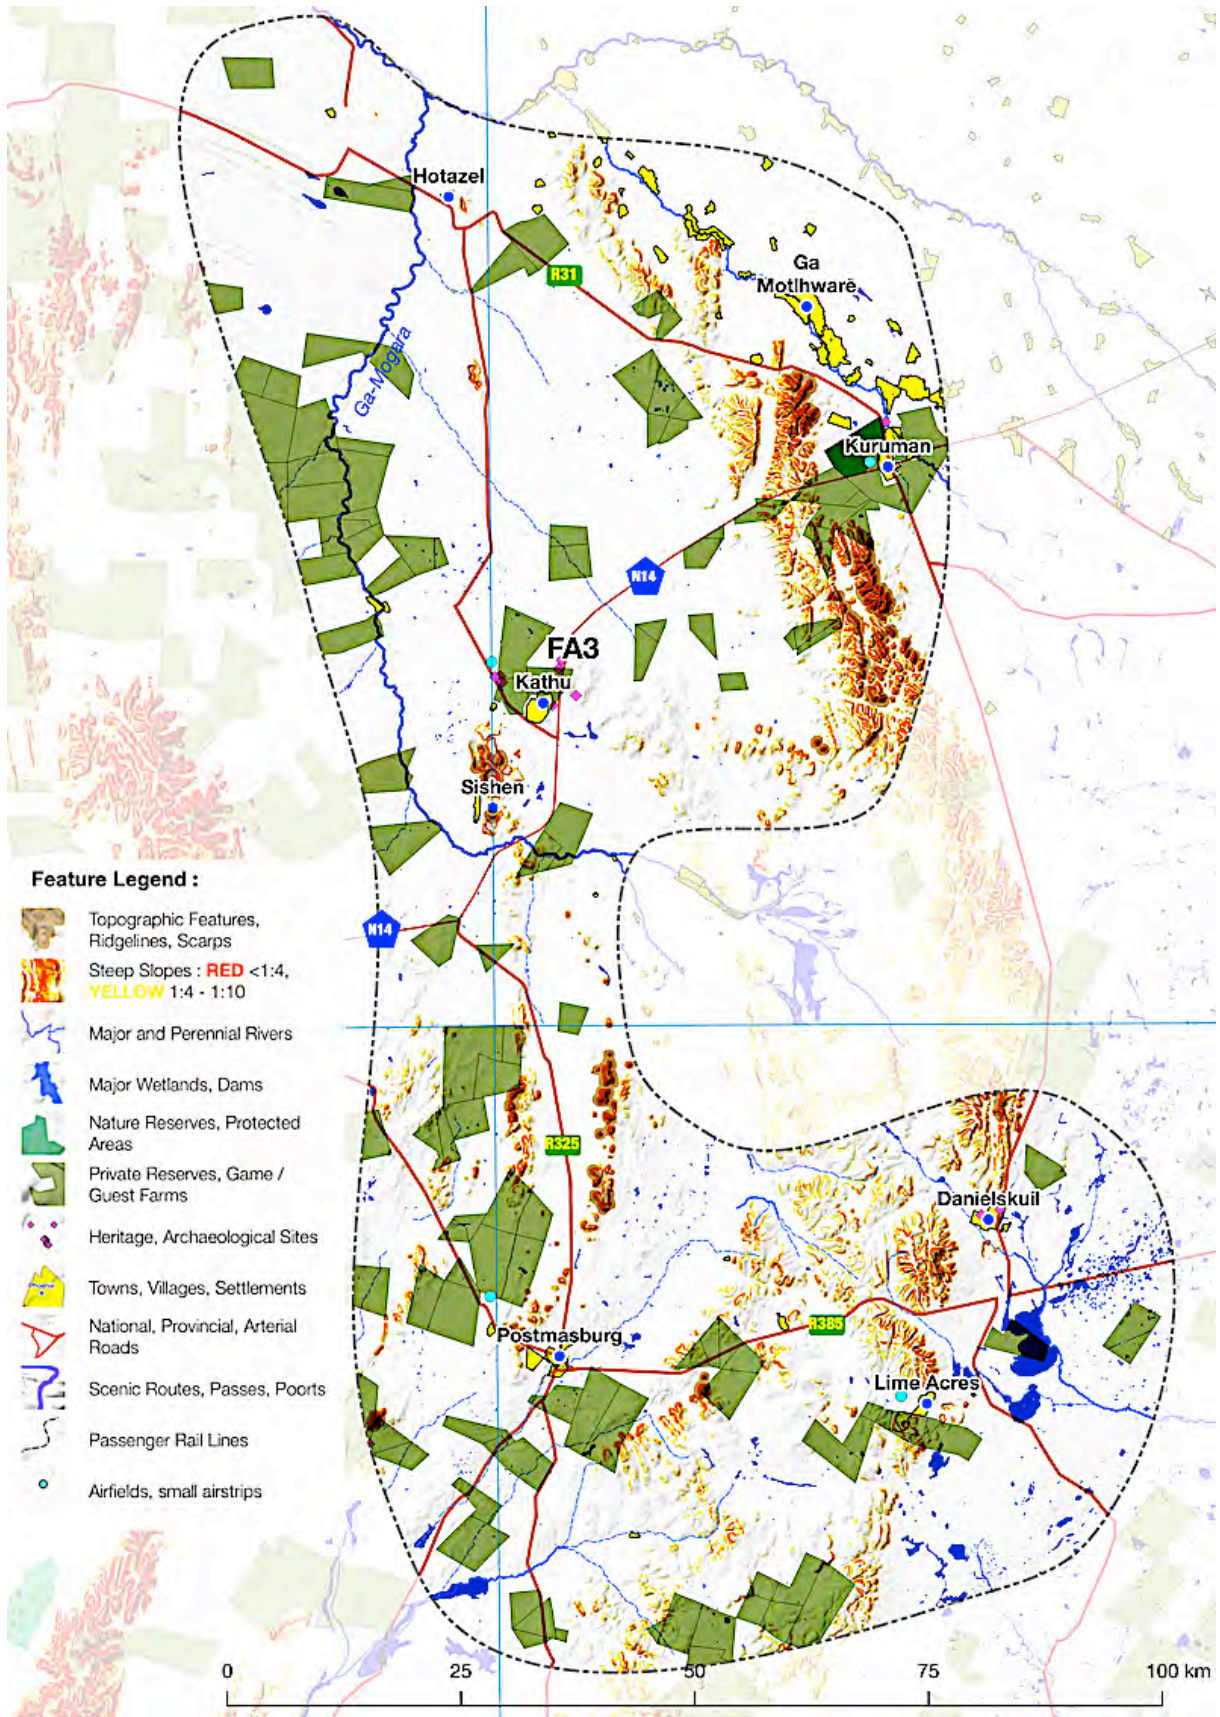 Hotazel
R31
Ga
Motlhware
Ga-Mogara
Kuruman
N14
FA3
Kathu
Sishen
Feature Legend :
Topographic Features,
Ridgelines, Scarps
Steep Slopes : RED <1:4,
YELLOW 1:4 - 1:10
Major and Perennial Rivers
Major Wetlands, Dams
Nature Reserves, Protected
Areas
Private Reserves, Game /
Guest Farms
Heritage, Archaeological Sites
Towns, Villages, Settlements
National, Provincial, Arterial
Roads
Scenic Routes, Passes, Poorts
Passenger Rail Lines
Airfields, small airstrips
N14
R325
Danielskuil
Postmasburg
R385
Lime Acres
0 25 50 75 100 km